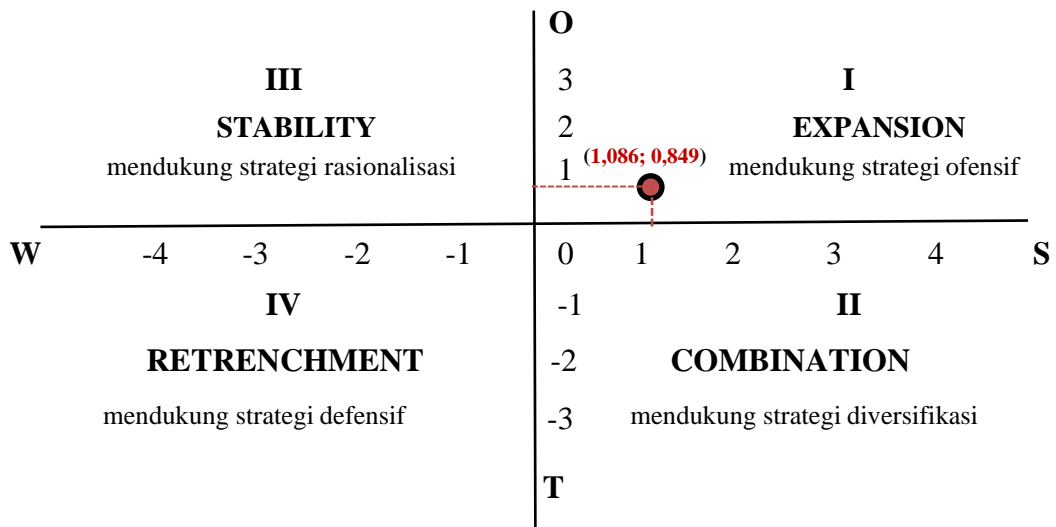 O
III
3
I
STABILITY
2
EXPANSION
mendukung strategi rasionalisasi
1
(1,086; 0,849)
mendukung strategi ofensif
W -4 -3 -2 -1 0 1 2 3 4 S
IV
-1
II
RETRENCHMENT
-2
COMBINATION
mendukung strategi defensif
-3
mendukung strategi diversifikasi
T